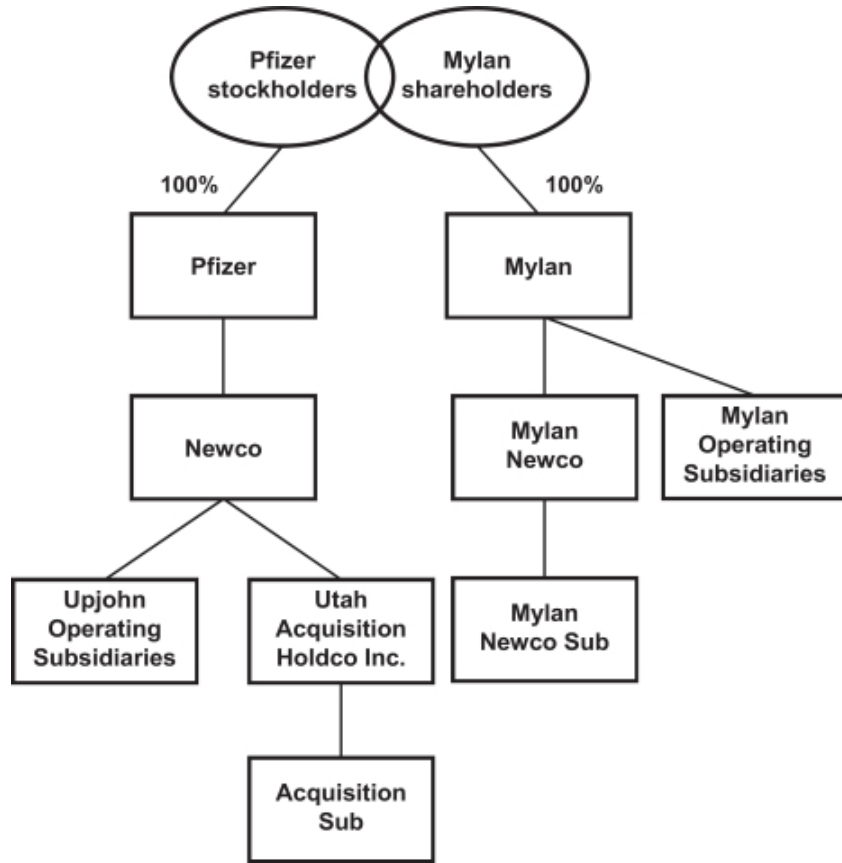 Pfizer
stockholders
Mylan
shareholders
100%
100%
Pfizer
Mylan
Newco
Mylan
Newco
Mylan
Operating
Subsidiaries
Upjohn
Operating
Subsidiaries
Utah
Acquisition
Holdco Inc.
Mylan
Newco Sub
Acquisition
Sub